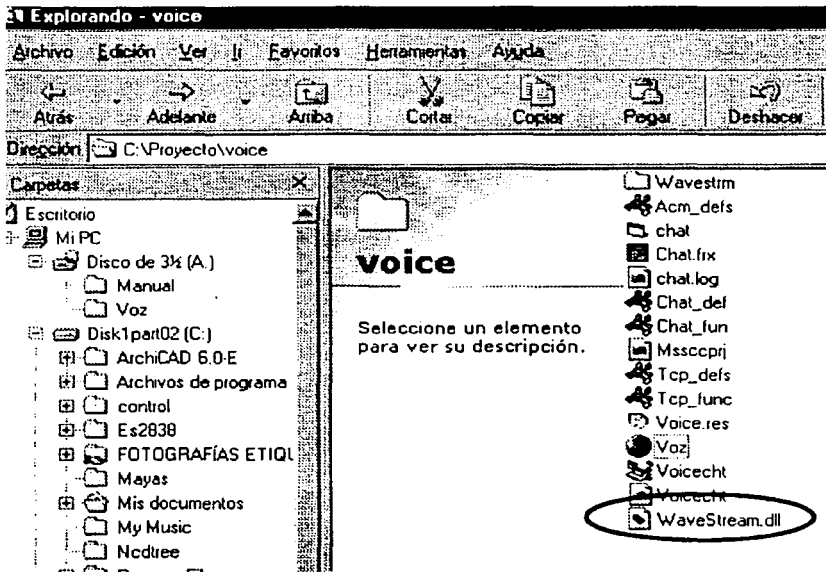 Explorando - voice
Archivo Edición Ver Ir Favoritos Herramientas Ayuda
Atrás Adelante Arriba Cortar Copiar Pegar Deshacer
Dirección C:\Proyecto\voice
Carpetas
Escritorio
Mi PC
Disco de 3½ (A:)
Manual
Voz
Disk1part02 (C:)
ArchiCAD 6.0-E
Archivos de programa
control
Es2838
FOTOGRAFÍAS ETIQU
Mayas
Mis documentos
My Music
Ncdtree
voice
Seleccione un elemento
para ver su descripción.
Wavestrm
Acm_defs
chat
Chat.frx
chat.log
Chat_def
Chat_fun
Mssccprj
Tcp_defs
Tcp_func
Voice.res
Voz
Voicecht
Voicecht
WaveStream.dll